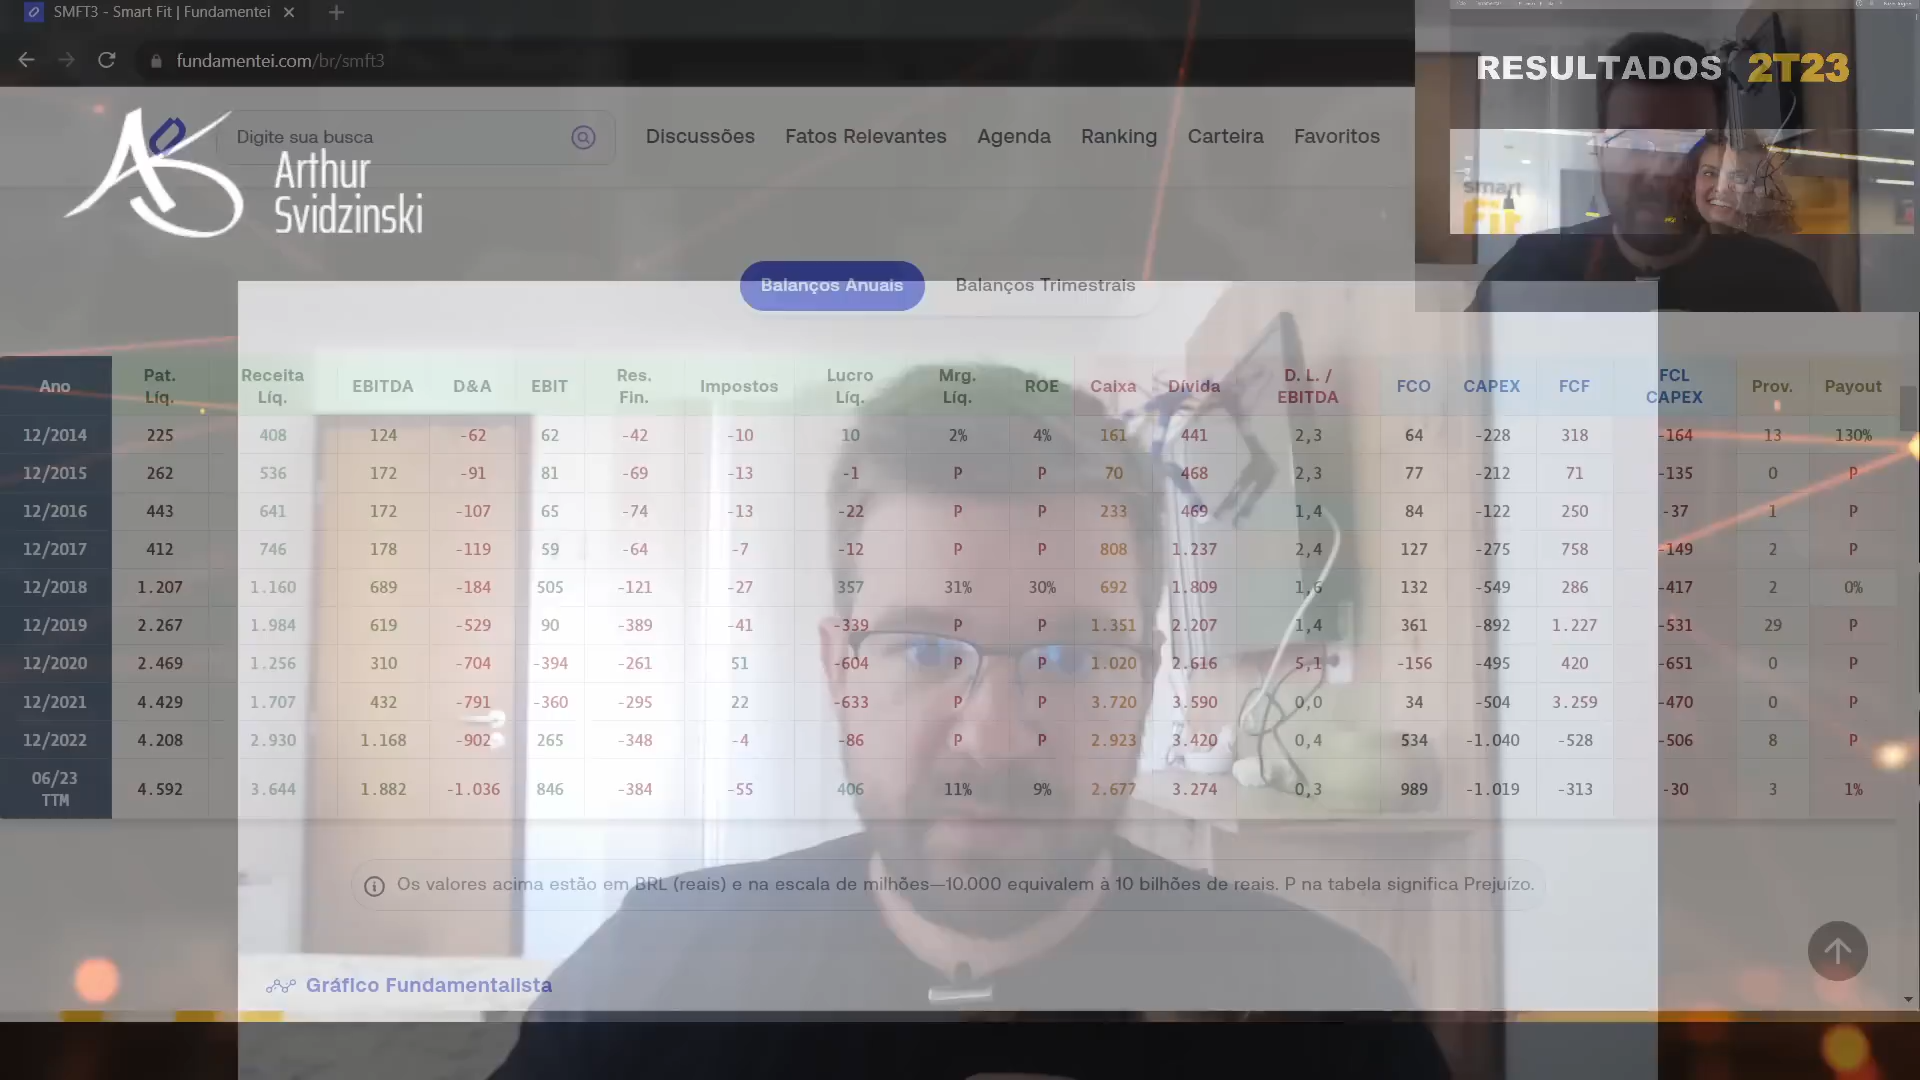 SMFT3 - Smart Fit | Fundamentei
fundamentei.com/br/smft3
RESULTADOS 2T23
Digite sua busca
Discussões Fatos Relevantes Agenda Ranking Carteira Favoritos
Arthur
Svidzinski
smart
fit
Balanços Anuais Balanços Trimestrais
Ano Pat. Líq. Receita Líq. EBITDA D&A EBIT Res. Fin. Impostos Lucro Líq. Mrg. Líq. ROE Caixa Dívida D. L. / EBITDA FCO CAPEX FCF FCL CAPEX Prov. Payout
12/2014 225 408 124 -62 62 -42 -10 10 2% 4% 161 441 2,3 64 -228 318 -164 13 130%
12/2015 262 536 172 -91 81 -69 -13 -1 P P 70 468 2,3 77 -212 71 -135 0 P
12/2016 443 641 172 -107 65 -74 -13 -22 P P 233 469 1,4 84 -122 250 -37 1 P
12/2017 412 746 178 -119 59 -64 -7 -12 P P 808 1.237 2,4 127 -275 758 -149 2 P
12/2018 1.207 1.160 689 -184 505 -121 -27 357 31% 30% 692 1.809 1,6 132 -549 286 -417 2 0%
12/2019 2.267 1.984 619 -529 90 -389 -41 -339 P P 1.351 2.207 1,4 361 -892 1.227 -531 29 P
12/2020 2.469 1.256 310 -704 -394 -261 51 -604 P P 1.020 2.616 5,1 -156 -495 420 -651 0 P
12/2021 4.429 1.707 432 -791 -360 -295 22 -633 P P 3.720 3.590 0,0 34 -504 3.259 -470 0 P
12/2022 4.208 2.930 1.168 -902 265 -348 -4 -86 P P 2.923 3.420 0,4 534 -1.040 -528 -506 8 P
06/23 TTM 4.592 3.644 1.882 -1.036 846 -384 -55 406 11% 9% 2.677 3.274 0,3 989 -1.019 -313 -30 3 1%
Os valores acima estão em BRL (reais) e na escala de milhões—10.000 equivalem à 10 bilhões de reais. P na tabela significa Prejuízo.
Gráfico Fundamentalista